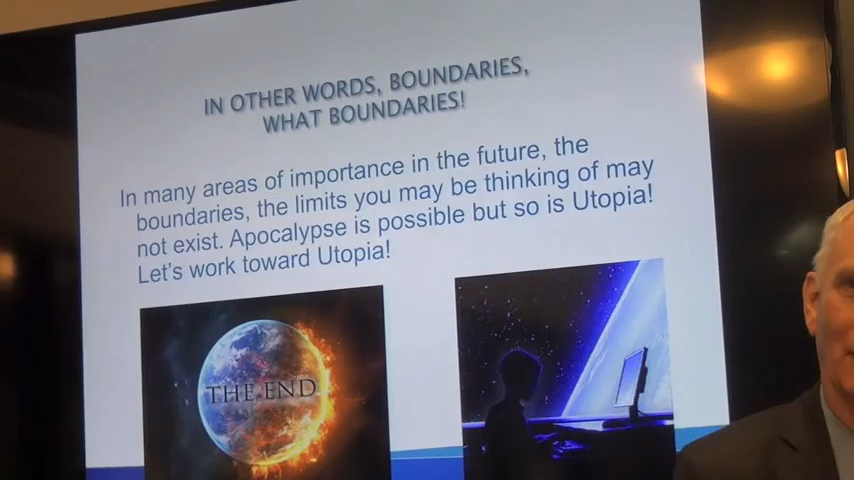 IN OTHER WORDS, BOUNDARIES,
WHAT BOUNDARIES!
In many areas of importance in the future, the
boundaries, the limits you may be thinking of may
not exist. Apocalypse is possible but so is Utopia!
Let's work toward Utopia!
THE END